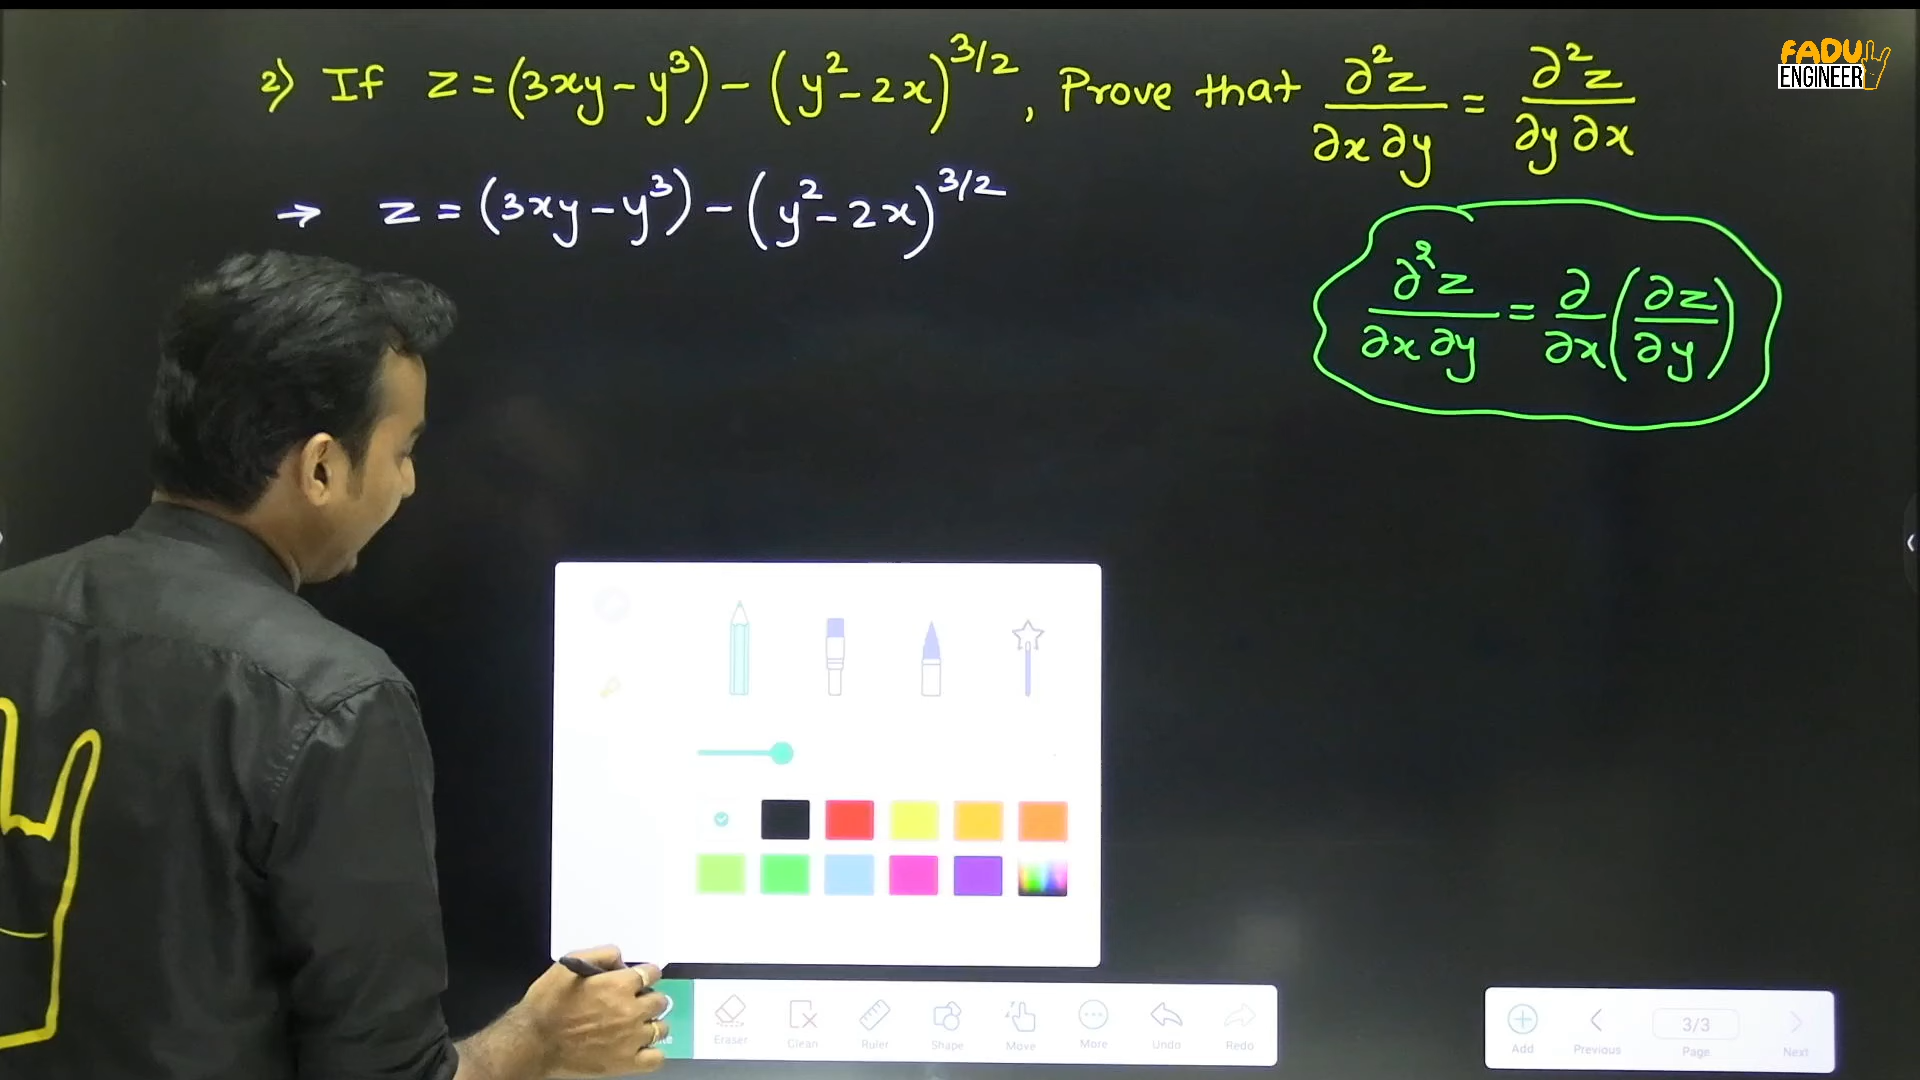 2) If z = (3xy - y³) - (y² - 2x)^3/2, Prove that ∂²z/∂x∂y = ∂²z/∂y∂x
→ z = (3xy - y³) - (y² - 2x)^3/2
∂²z/∂x∂y = ∂/∂x(∂z/∂y)
FADU
ENGINEER
Eraser Clean Ruler Shape Move More Undo Redo
Add Previous 3/3 Page Next